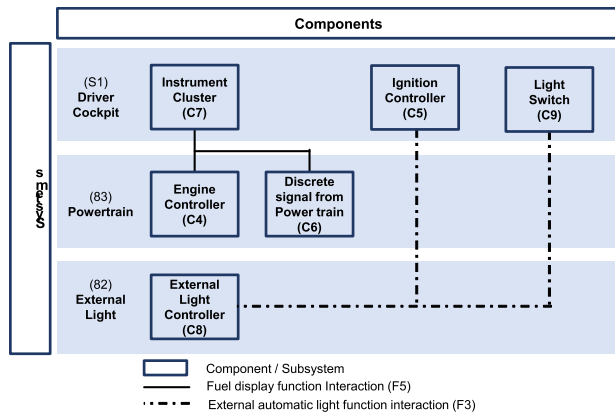 Components
Systems
(S1)
Driver
Cockpit
Instrument
Cluster
(C7)
Ignition
Controller
(C5)
Light
Switch
(C9)
(83)
Powertrain
Engine
Controller
(C4)
Discrete
signal from
Power train
(C6)
(82)
External
Light
External
Light
Controller
(C8)
Component / Subsystem
Fuel display function Interaction (F5)
External automatic light function interaction (F3)